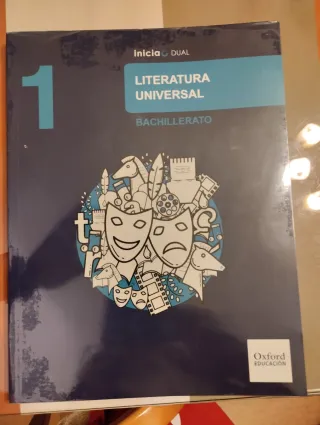 inicia DUAL
1
LITERATURA
UNIVERSAL
BACHILLERATO
Oxford
EDUCACIÓN